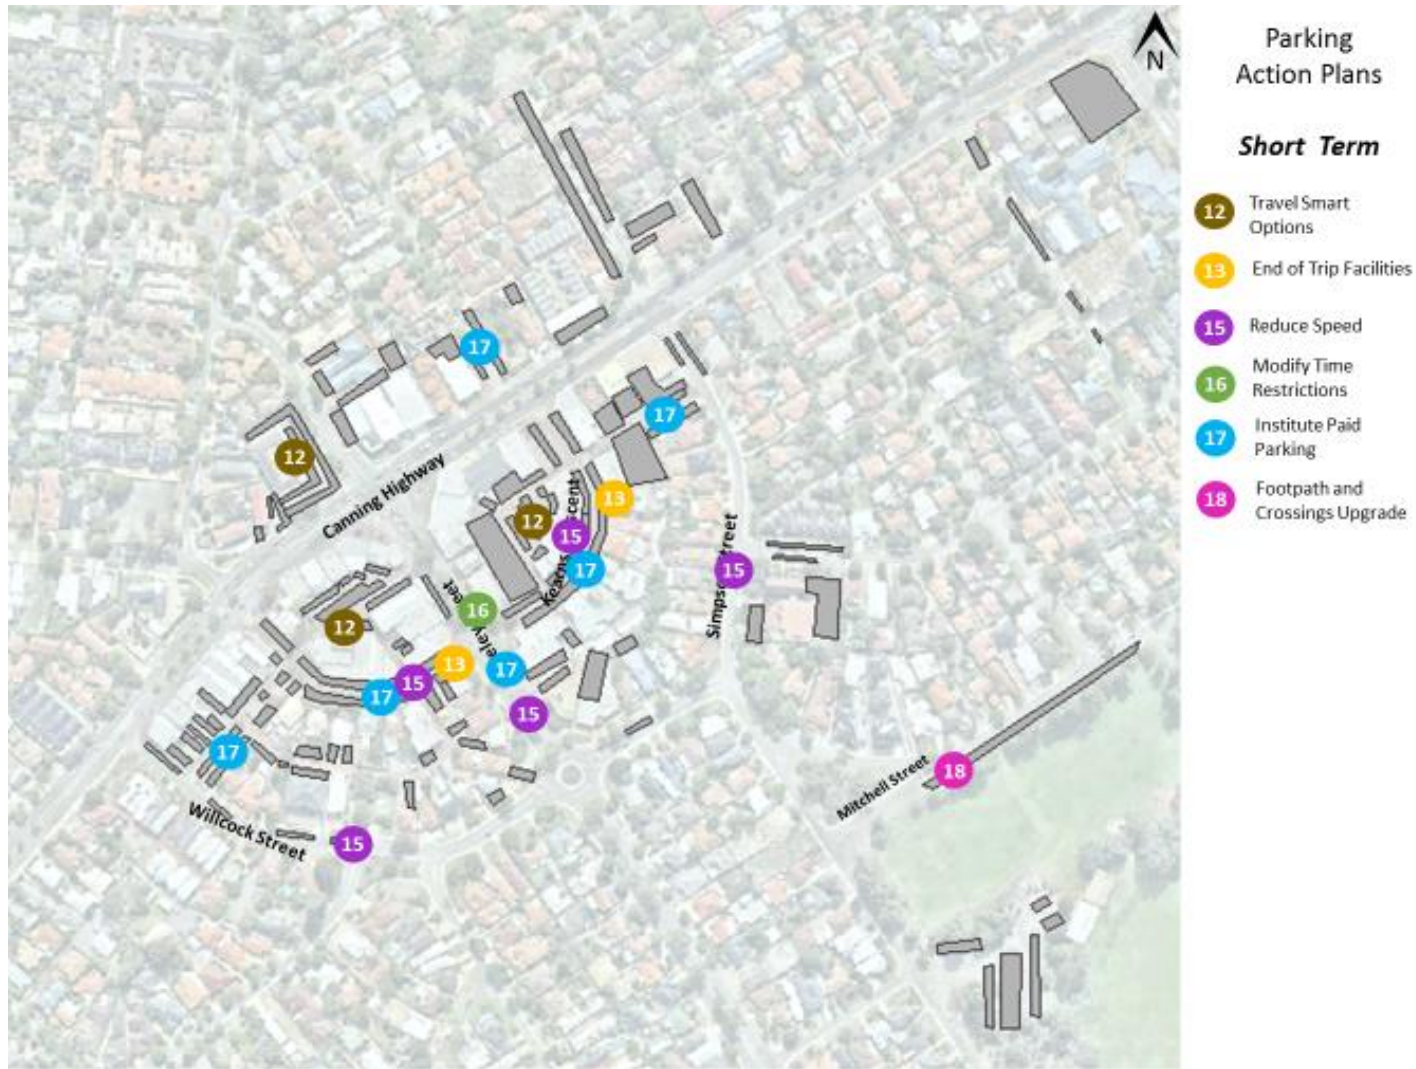 N
Parking
Action Plans
Short Term
12
Travel Smart
Options
13
End of Trip Facilities
15
Reduce Speed
16
Modify Time
Restrictions
17
Institute Paid
Parking
18
Footpath and
Crossings Upgrade
17
17
12
Canning Highway
13
12
15
17
15
16
12
13
17
15
17
15
17
Mitchell Street
18
Willcock Street
15